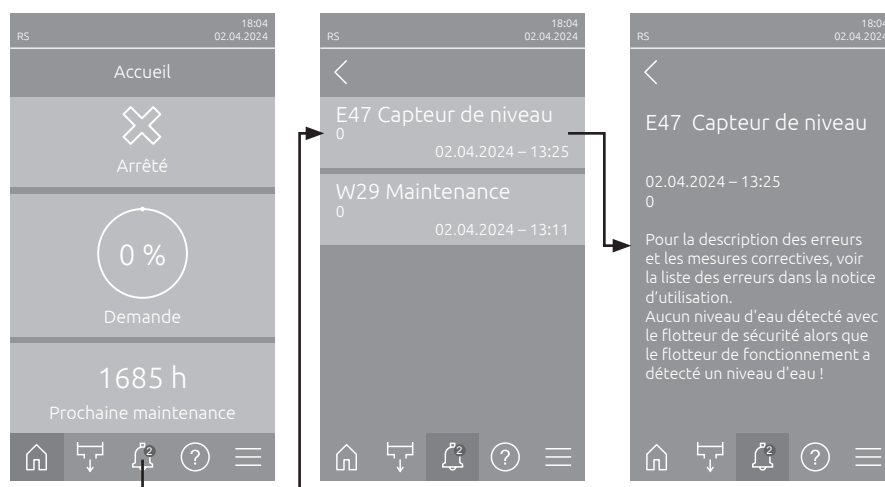 18:04
RS 02.04.2024
Accueil
Arrêté
0 %
Demande
1685 h
Prochaine maintenance
2
?
18:04
RS 02.04.2024
E47 Capteur de niveau
0
02.04.2024 – 13:25
W29 Maintenance
0
02.04.2024 – 13:11
2
?
18:04
RS 02.04.2024
E47 Capteur de niveau
02.04.2024 – 13:25
0
Pour la description des erreurs
et les mesures correctives, voir
la liste des erreurs dans la notice
d'utilisation.
Aucun niveau d'eau détecté avec
le flotteur de sécurité alors que
le flotteur de fonctionnement a
détecté un niveau d'eau !
2
?